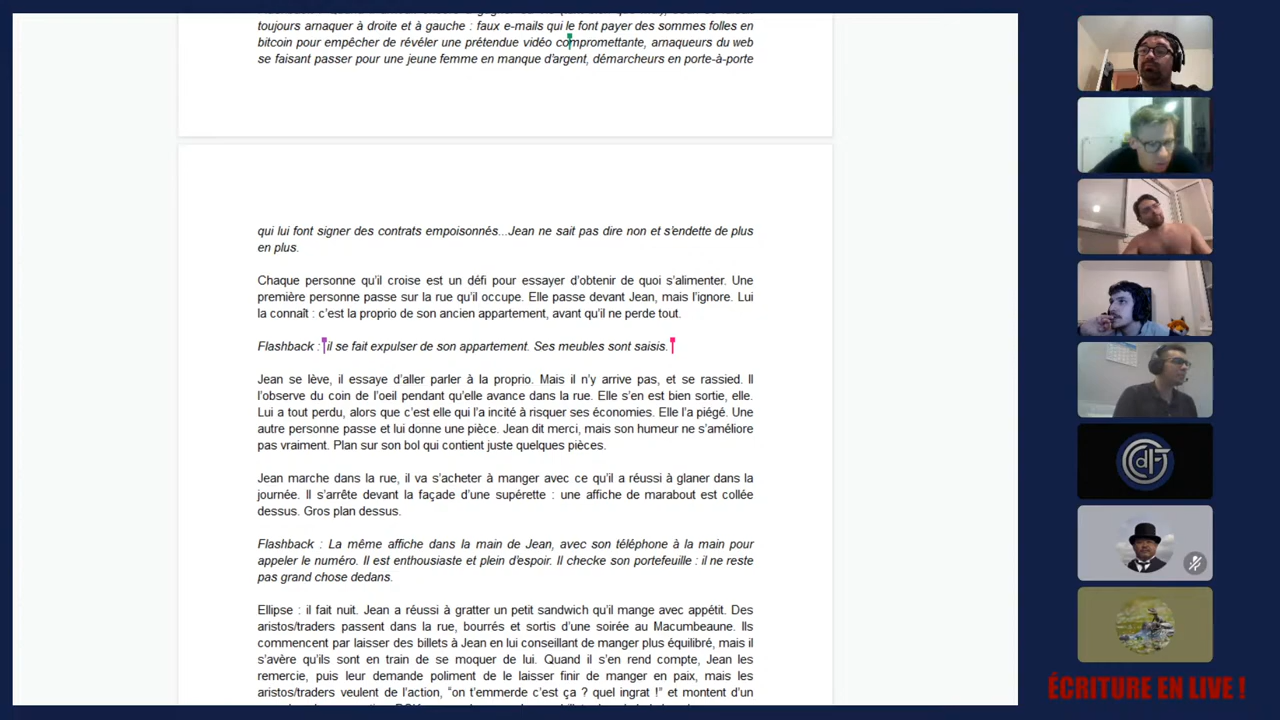 toujours arnaquer à droite et à gauche : faux e-mails qui le font payer des sommes folles en
bitcoin pour empêcher de révéler une prétendue vidéo compromettante, arnaqueurs du web
se faisant passer pour une jeune femme en manque d'argent, démarcheurs en porte-à-porte
qui lui font signer des contrats empoisonnés...Jean ne sait pas dire non et s'endette de plus
en plus.
Chaque personne qu'il croise est un défi pour essayer d'obtenir de quoi s'alimenter. Une
première personne passe sur la rue qu'il occupe. Elle passe devant Jean, mais l'ignore. Lui
la connaît : c'est la proprio de son ancien appartement, avant qu'il ne perde tout.
Flashback : il se fait expulser de son appartement. Ses meubles sont saisis.
Jean se lève, il essaye d'aller parler à la proprio. Mais il n'y arrive pas, et se rassied. Il
l'observe du coin de l'oeil pendant qu'elle avance dans la rue. Elle s'en est bien sortie, elle.
Lui a tout perdu, alors que c'est elle qui l'a incité à risquer ses économies. Elle l'a piégé. Une
autre personne passe et lui donne une pièce. Jean dit merci, mais son humeur ne s'améliore
pas vraiment. Plan sur son bol qui contient juste quelques pièces.
Jean marche dans la rue, il va s'acheter à manger avec ce qu'il a réussi à glaner dans la
journée. Il s'arrête devant la façade d'une supérette : une affiche de marabout est collée
dessus. Gros plan dessus.
Flashback : La même affiche dans la main de Jean, avec son téléphone à la main pour
appeler le numéro. Il est enthousiaste et plein d'espoir. Il checke son portefeuille : il ne reste
pas grand chose dedans.
Ellipse : il fait nuit. Jean a réussi à gratter un petit sandwich qu'il mange avec appétit. Des
aristos/traders passent dans la rue, bourrés et sortis d'une soirée au Macumbeaune. Ils
commencent par laisser des billets à Jean en lui conseillant de manger plus équilibré, mais il
s'avère qu'ils sont en train de se moquer de lui. Quand il s'en rend compte, Jean les
remercie, puis leur demande poliment de le laisser finir de manger en paix, mais les
aristos/traders veulent de l'action, "on t'emmerde c'est ça ? quel ingrat !" et montent d'un
ÉCRITURE EN LIVE !